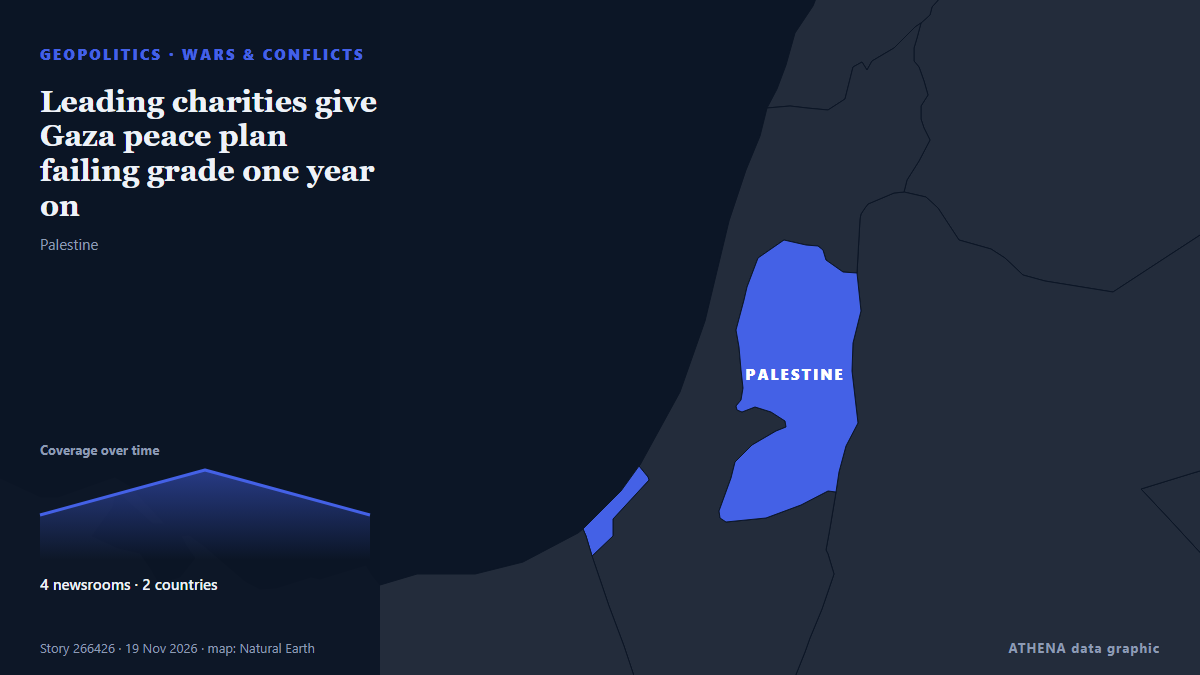 GEOPOLITICS · WARS & CONFLICTS
Leading charities give
Gaza peace plan
failing grade one year
on
Palestine
PALESTINE
Coverage over time
4 newsrooms · 2 countries
Story 266426 · 19 Nov 2026 · map: Natural Earth
ATHENA data graphic